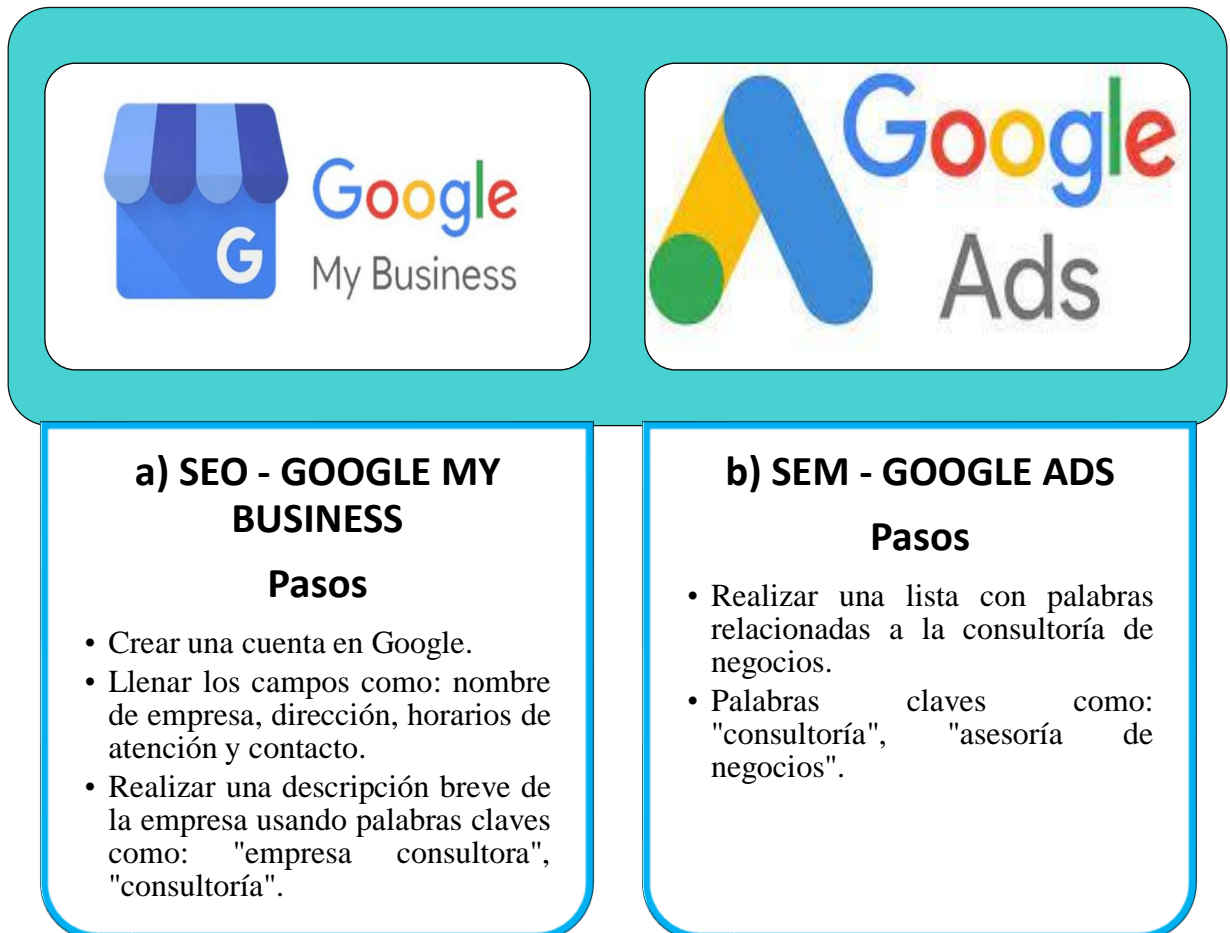 Google
My Business
G
Google
Ads
a) SEO - GOOGLE MY
BUSINESS
Pasos
• Crear una cuenta en Google.
• Llenar los campos como: nombre
de empresa, dirección, horarios de
atención y contacto.
• Realizar una descripción breve de
la empresa usando palabras claves
como: "empresa consultora",
"consultoría".
b) SEM - GOOGLE ADS
Pasos
• Realizar una lista con palabras
relacionadas a la consultoría de
negocios.
• Palabras claves como:
"consultoría", "asesoría de
negocios".